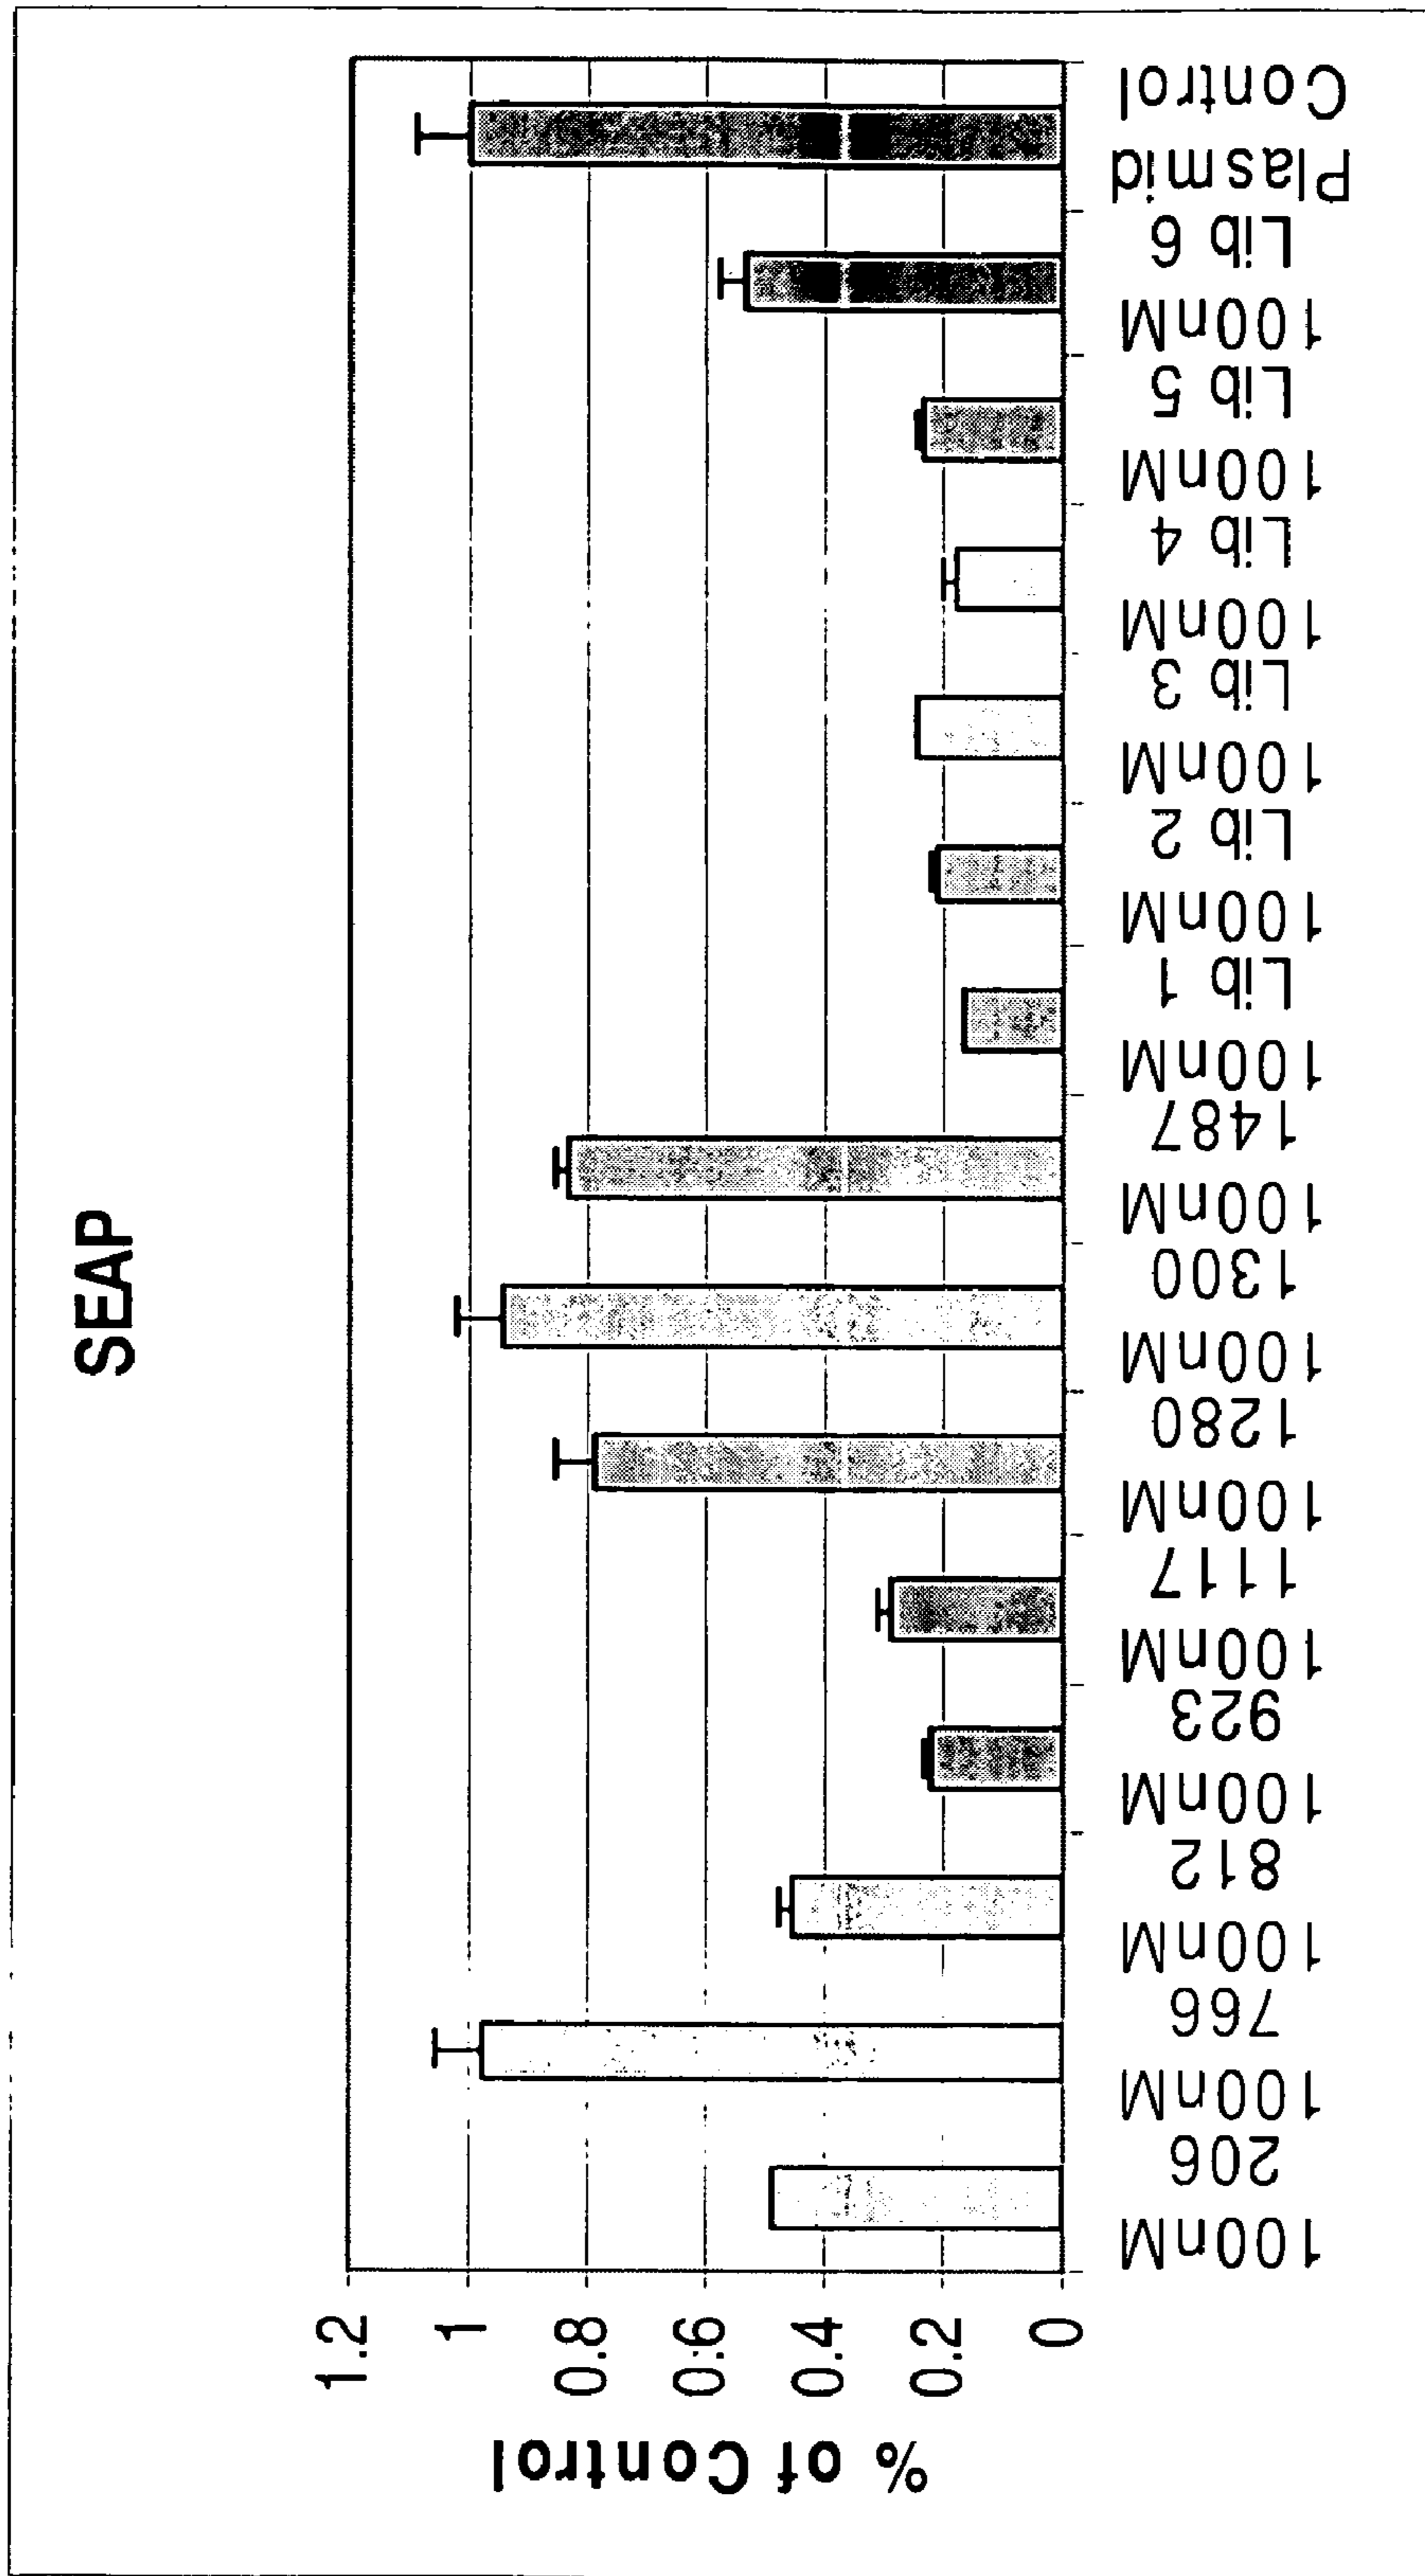 SEAP
% of Control
1.2
1
0.8
0.6
0.4
0.2
0
100nM
206
100nM
766
100nM
812
100nM
923
100nM
1117
100nM
1280
100nM
1300
100nM
1487
100nM
Lib 1
100nM
Lib 2
100nM
Lib 3
100nM
Lib 4
100nM
Lib 5
100nM
Lib 6
Plasmid
Control